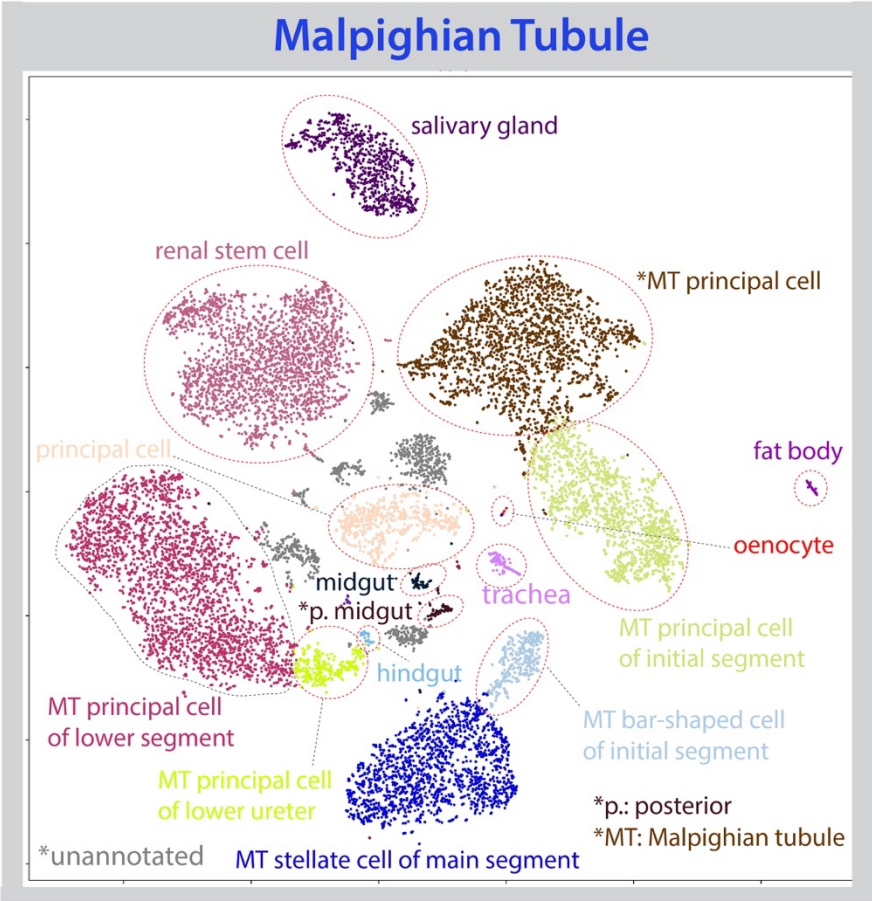 Malpighian Tubule
salivary gland
renal stem cell
*MT principal cell
principal cell
fat body
oenocyte
midgut
trachea
*p. midgut
MT principal cell
of initial segment
hindgut
MT principal cell
of lower segment
MT bar-shaped cell
of initial segment
MT principal cell
of lower ureter
*p.: posterior
*MT: Malpighian tubule
*unannotated
MT stellate cell of main segment